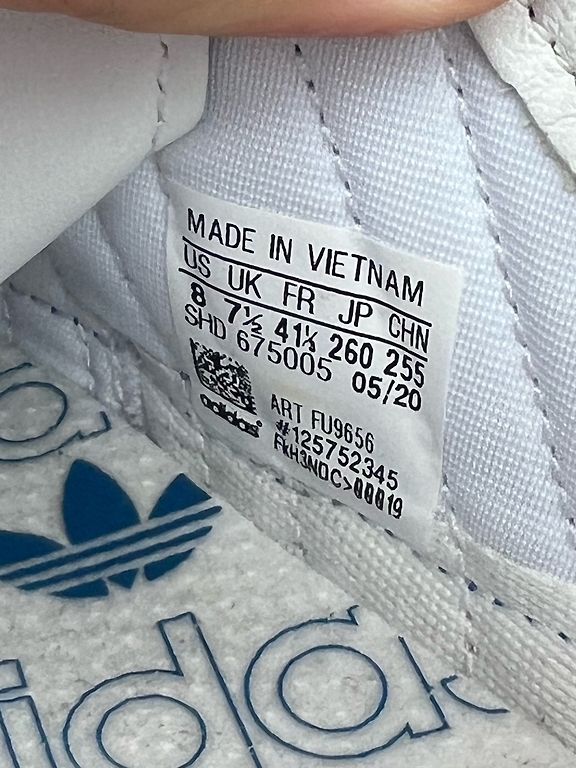 MADE IN VIETNAM
US UK FR JP CHN
8 7½ 41⅓ 260 255
SHD 675005 05/20
adidas®
ART FU9656
#125752345
FkH3NDC>00019
a
dida